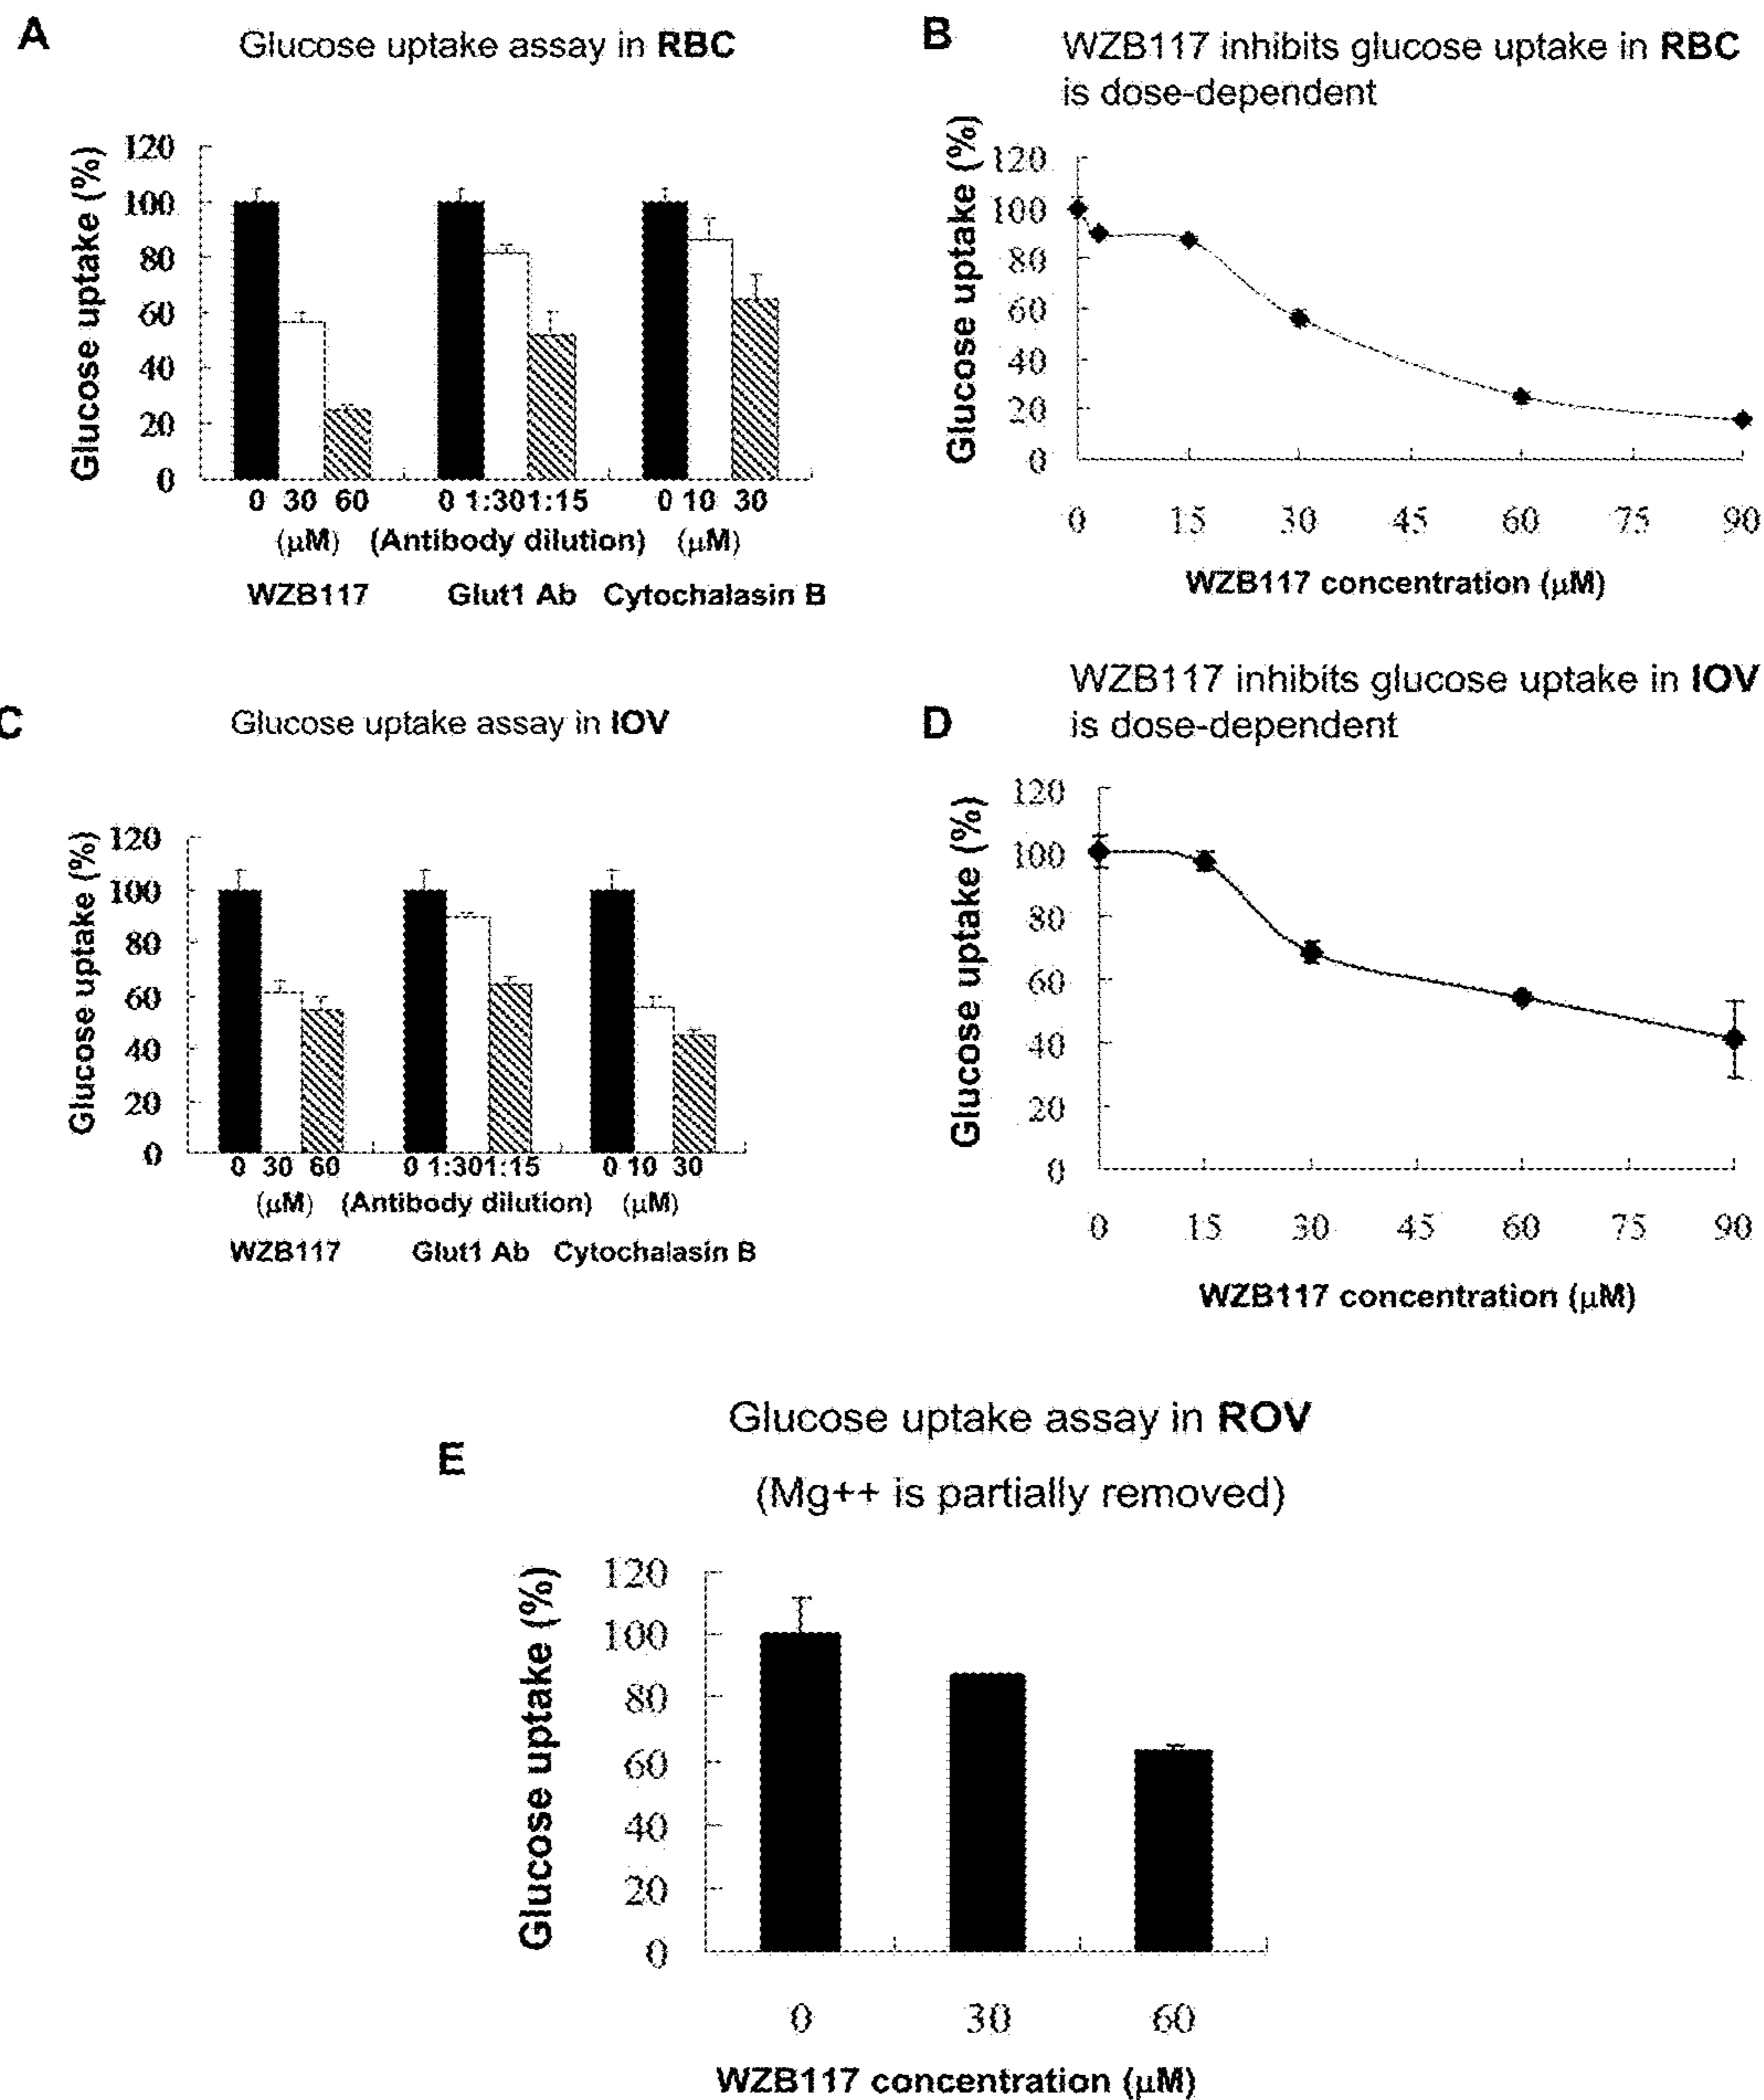 A
Glucose uptake assay in RBC
Glucose uptake (%)
120
100
80
60
40
20
0
0 30 60
0 1:30 1:15
0 10 30
(µM) (Antibody dilution) (µM)
WZB117 Glut1 Ab Cytochalasin B
B
WZB117 inhibits glucose uptake in RBC
is dose-dependent
Glucose uptake (%)
120
100
80
60
40
20
0
0 15 30 45 60 75 90
WZB117 concentration (µM)
C
Glucose uptake assay in IOV
Glucose uptake (%)
120
100
80
60
40
20
0
0 30 60
0 1:30 1:15
0 10 30
(µM) (Antibody dilution) (µM)
WZB117 Glut1 Ab Cytochalasin B
D
WZB117 inhibits glucose uptake in IOV
is dose-dependent
Glucose uptake (%)
120
100
80
60
40
20
0
0 15 30 45 60 75 90
WZB117 concentration (µM)
E
Glucose uptake assay in ROV
(Mg++ is partially removed)
Glucose uptake (%)
120
100
80
60
40
20
0
0 30 60
WZB117 concentration (µM)